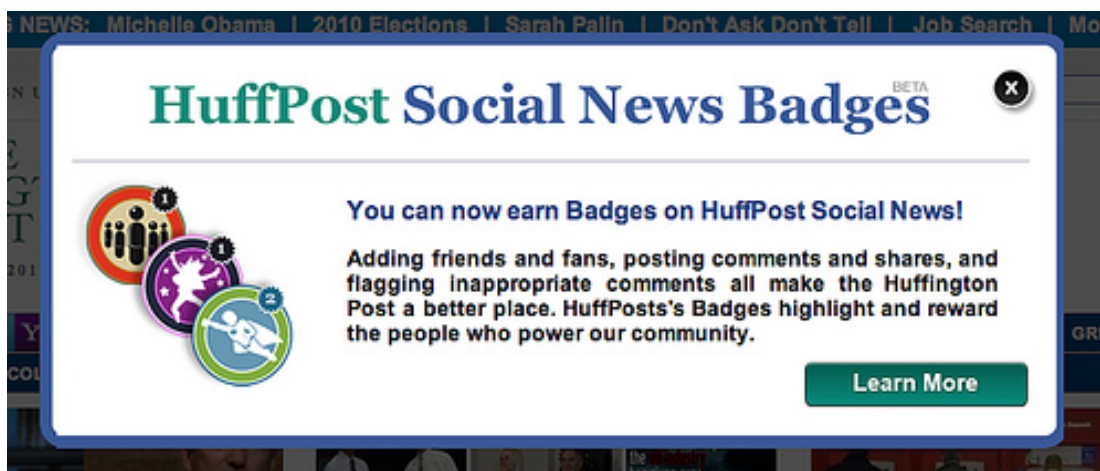 NEWS: Michelle Obama | 2010 Elections | Sarah Palin | Don't Ask Don't Tell | Job Search |
HuffPost Social News Badges BETA
x
1
1
2
You can now earn Badges on HuffPost Social News!
Adding friends and fans, posting comments and shares, and
flagging inappropriate comments all make the Huffington
Post a better place. HuffPosts's Badges highlight and reward
the people who power our community.
Learn More